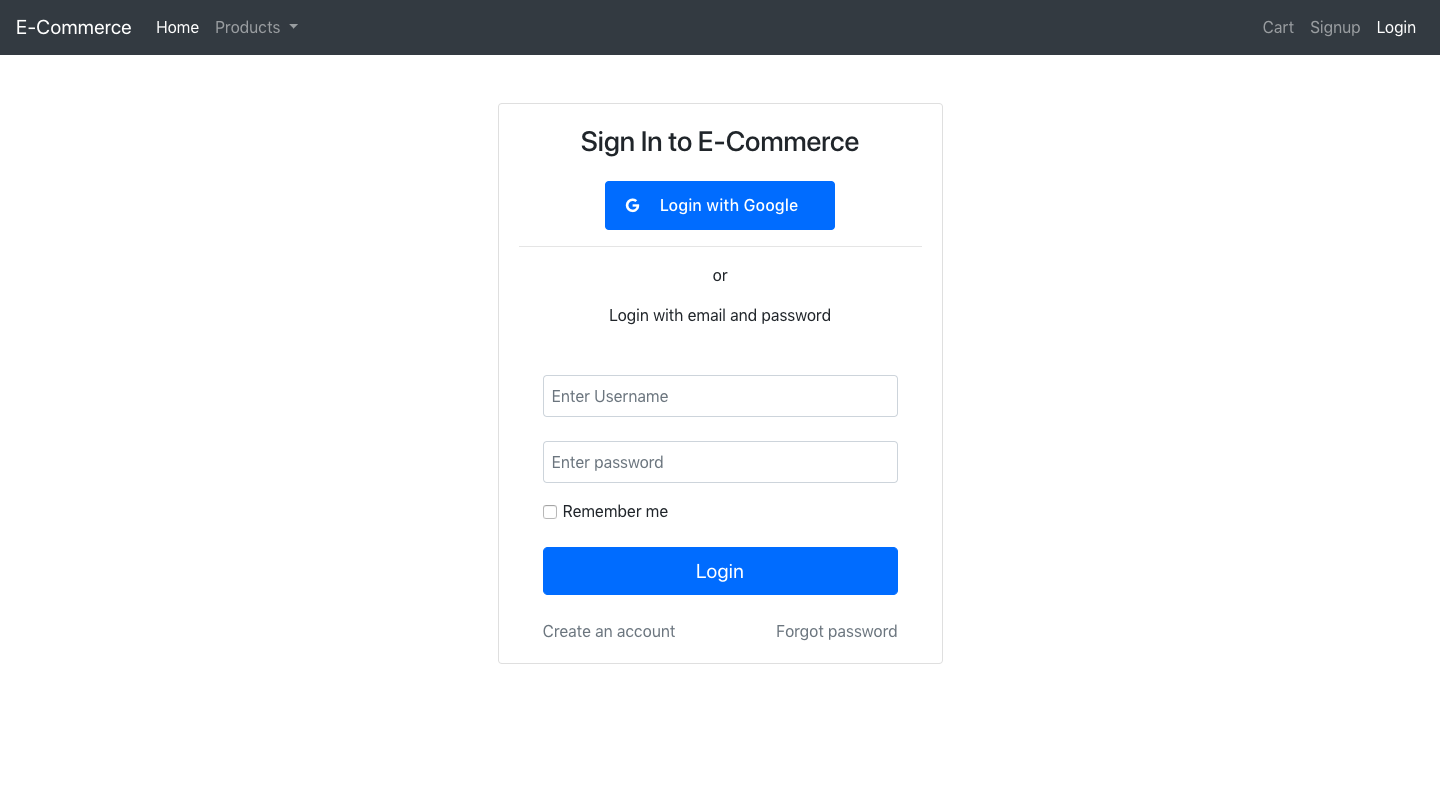 E-Commerce Home Products Cart Signup Login
Sign In to E-Commerce
G Login with Google
or
Login with email and password
Enter Username
Enter password
Remember me
Login
Create an account Forgot password